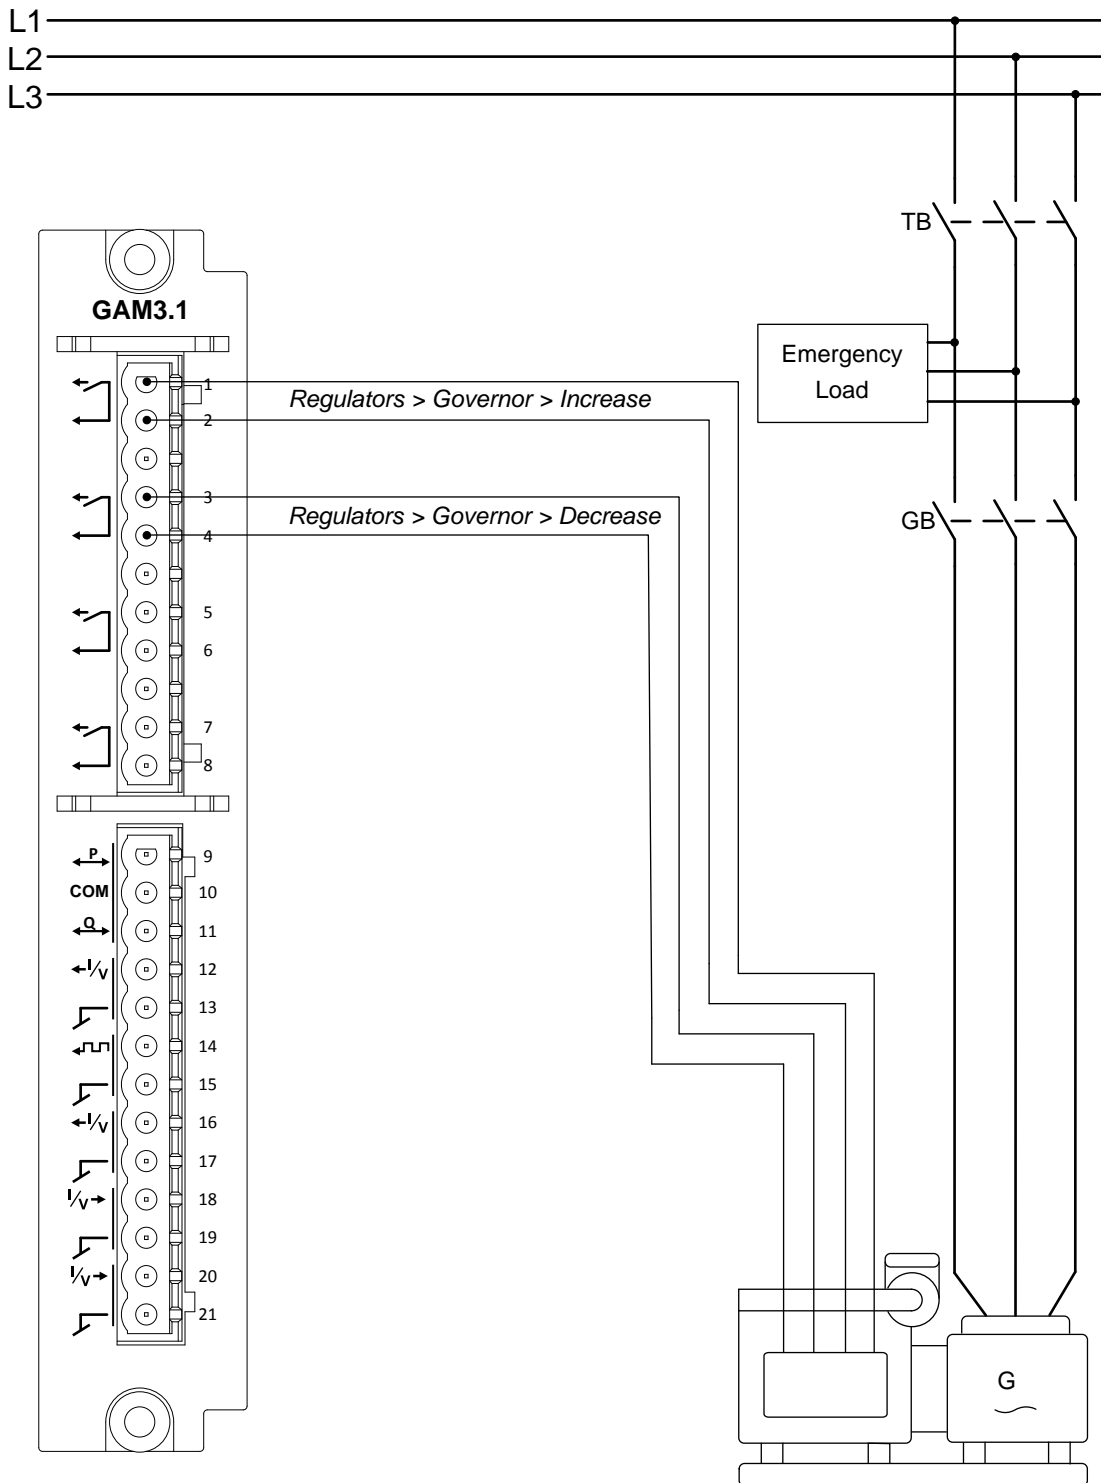 L1
L2
L3
TB
GAM3.1
Emergency
Load
1
Regulators > Governor > Increase
2
3
Regulators > Governor > Decrease
4
GB
5
6
7
8
P
9
COM
10
Q
11
I/V
12
13
14
15
I/V
16
17
I/V
18
19
I/V
20
21
G